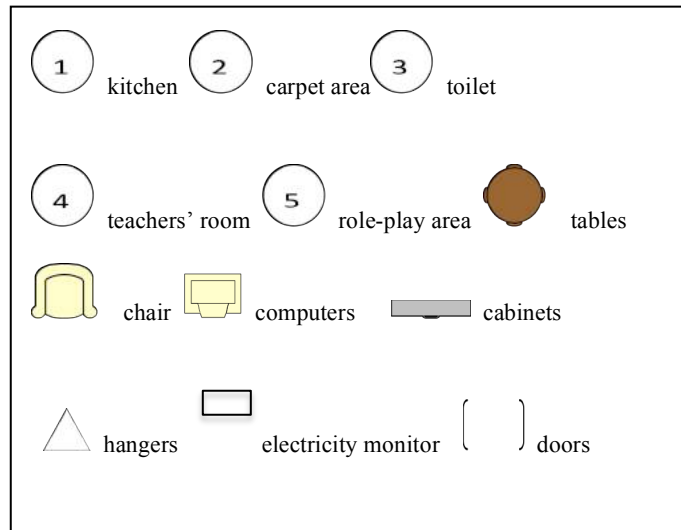 1 kitchen 2 carpet area 3 toilet
4 teachers’ room 5 role-play area tables
chair computers cabinets
hangers electricity monitor doors